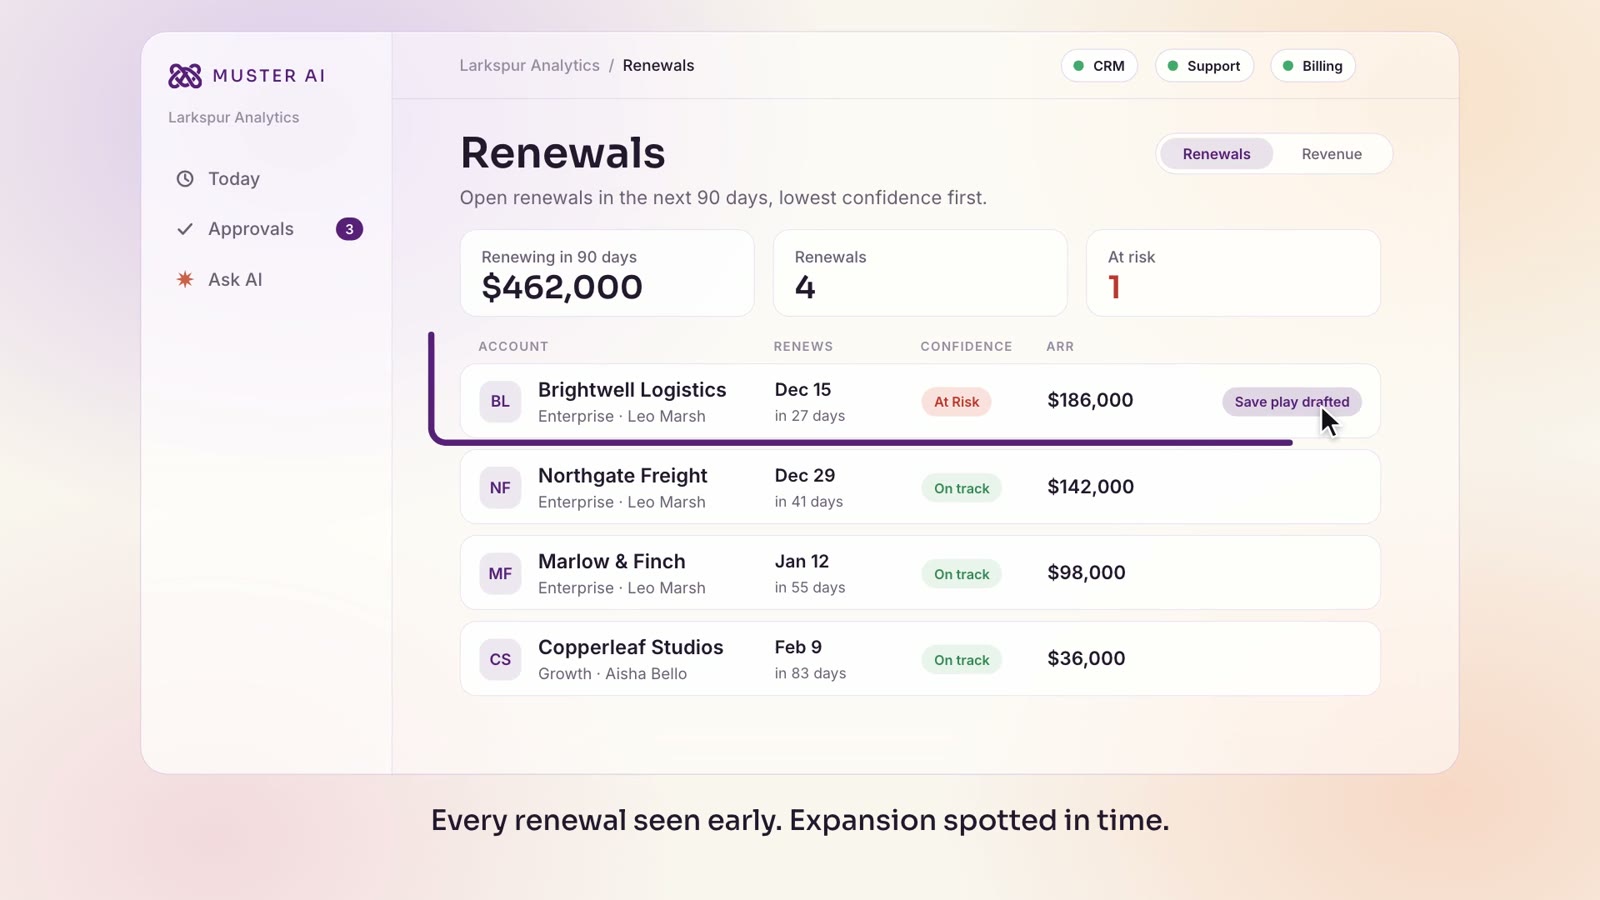 MUSTER AI
Larkspur Analytics
Today
Approvals 3
Ask AI
Larkspur Analytics / Renewals
CRM Support Billing
Renewals
Renewals Revenue
Open renewals in the next 90 days, lowest confidence first.
Renewing in 90 days
$462,000
Renewals
4
At risk
1
ACCOUNT RENEWS CONFIDENCE ARR
BL Brightwell Logistics Dec 15 At Risk $186,000 Save play drafted
Enterprise · Leo Marsh in 27 days
NF Northgate Freight Dec 29 On track $142,000
Enterprise · Leo Marsh in 41 days
MF Marlow & Finch Jan 12 On track $98,000
Enterprise · Leo Marsh in 55 days
CS Copperleaf Studios Feb 9 On track $36,000
Growth · Aisha Bello in 83 days
Every renewal seen early. Expansion spotted in time.